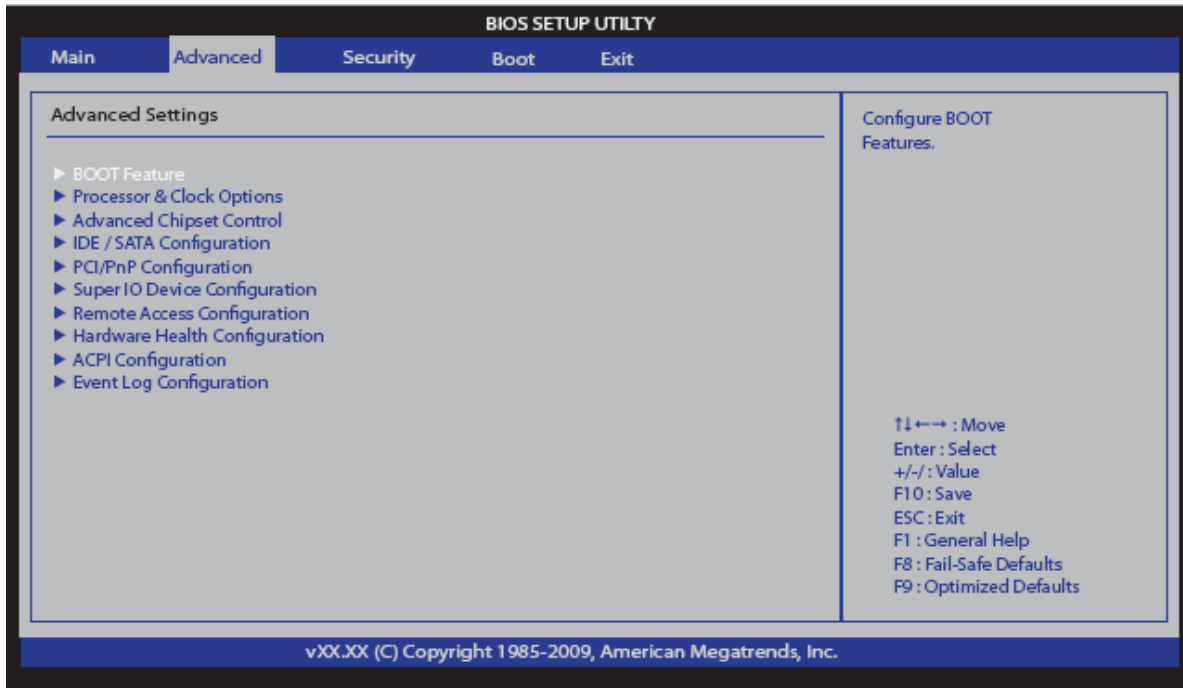 BIOS SETUP UTILTY
Main Advanced Security Boot Exit
Advanced Settings
▶ BOOT Feature
▶ Processor & Clock Options
▶ Advanced Chipset Control
▶ IDE / SATA Configuration
▶ PCI/PnP Configuration
▶ Super IO Device Configuration
▶ Remote Access Configuration
▶ Hardware Health Configuration
▶ ACPI Configuration
▶ Event Log Configuration
Configure BOOT
Features.
↑↓←→ : Move
Enter : Select
+/-/ : Value
F10 : Save
ESC : Exit
F1 : General Help
F8 : Fail-Safe Defaults
F9 : Optimized Defaults
vXX.XX (C) Copyright 1985-2009, American Megatrends, Inc.